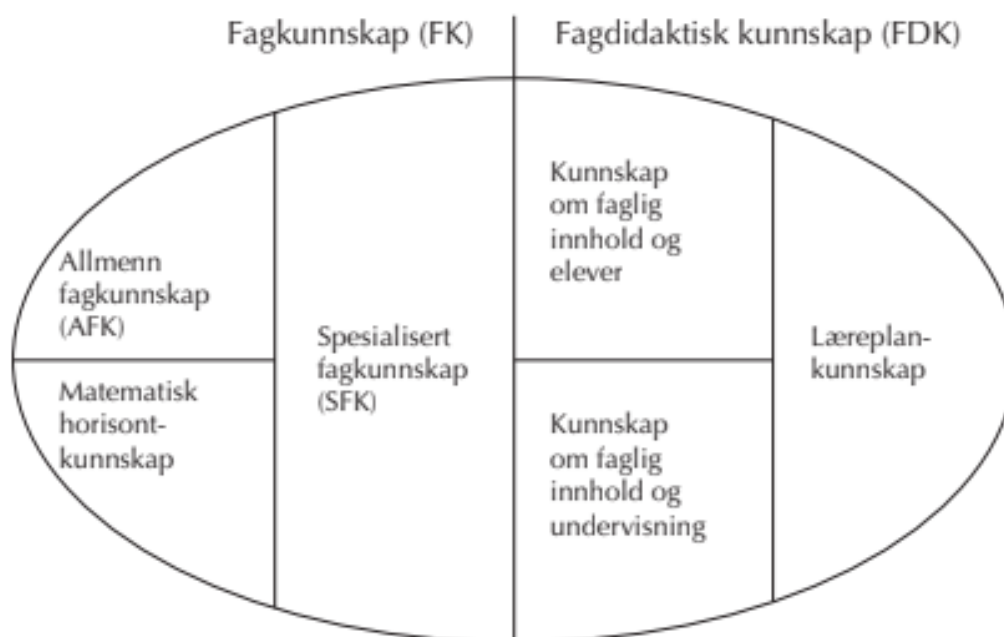 Fagkunnskap (FK)
Fagdidaktisk kunnskap (FDK)
Allmenn
fagkunnskap
(AFK)
Matematisk
horisont-
kunnskap
Spesialisert
fagkunnskap
(SFK)
Kunnskap
om faglig
innhold og
elever
Kunnskap
om faglig
innhold og
undervisning
Læreplan-
kunnskap